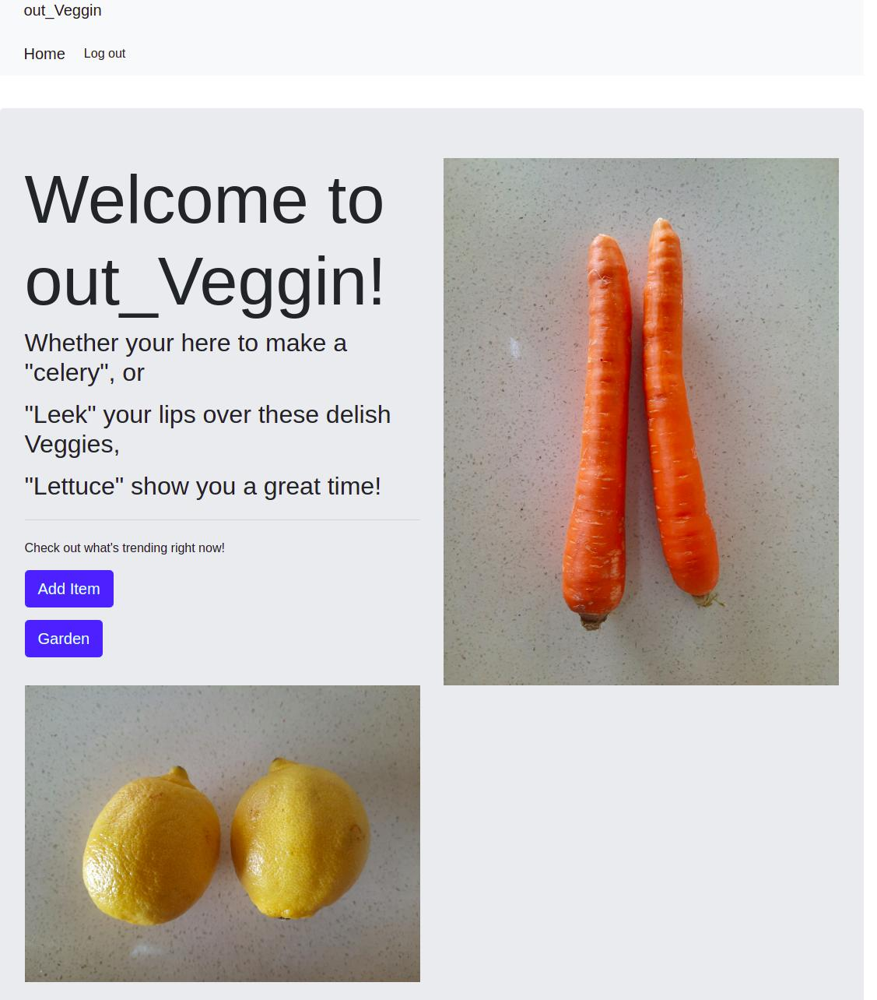 out_Veggin
Home Log out
Welcome to
out_Veggin!
Whether your here to make a
"celery", or
"Leek" your lips over these delish
Veggies,
"Lettuce" show you a great time!
Check out what's trending right now!
Add Item
Garden